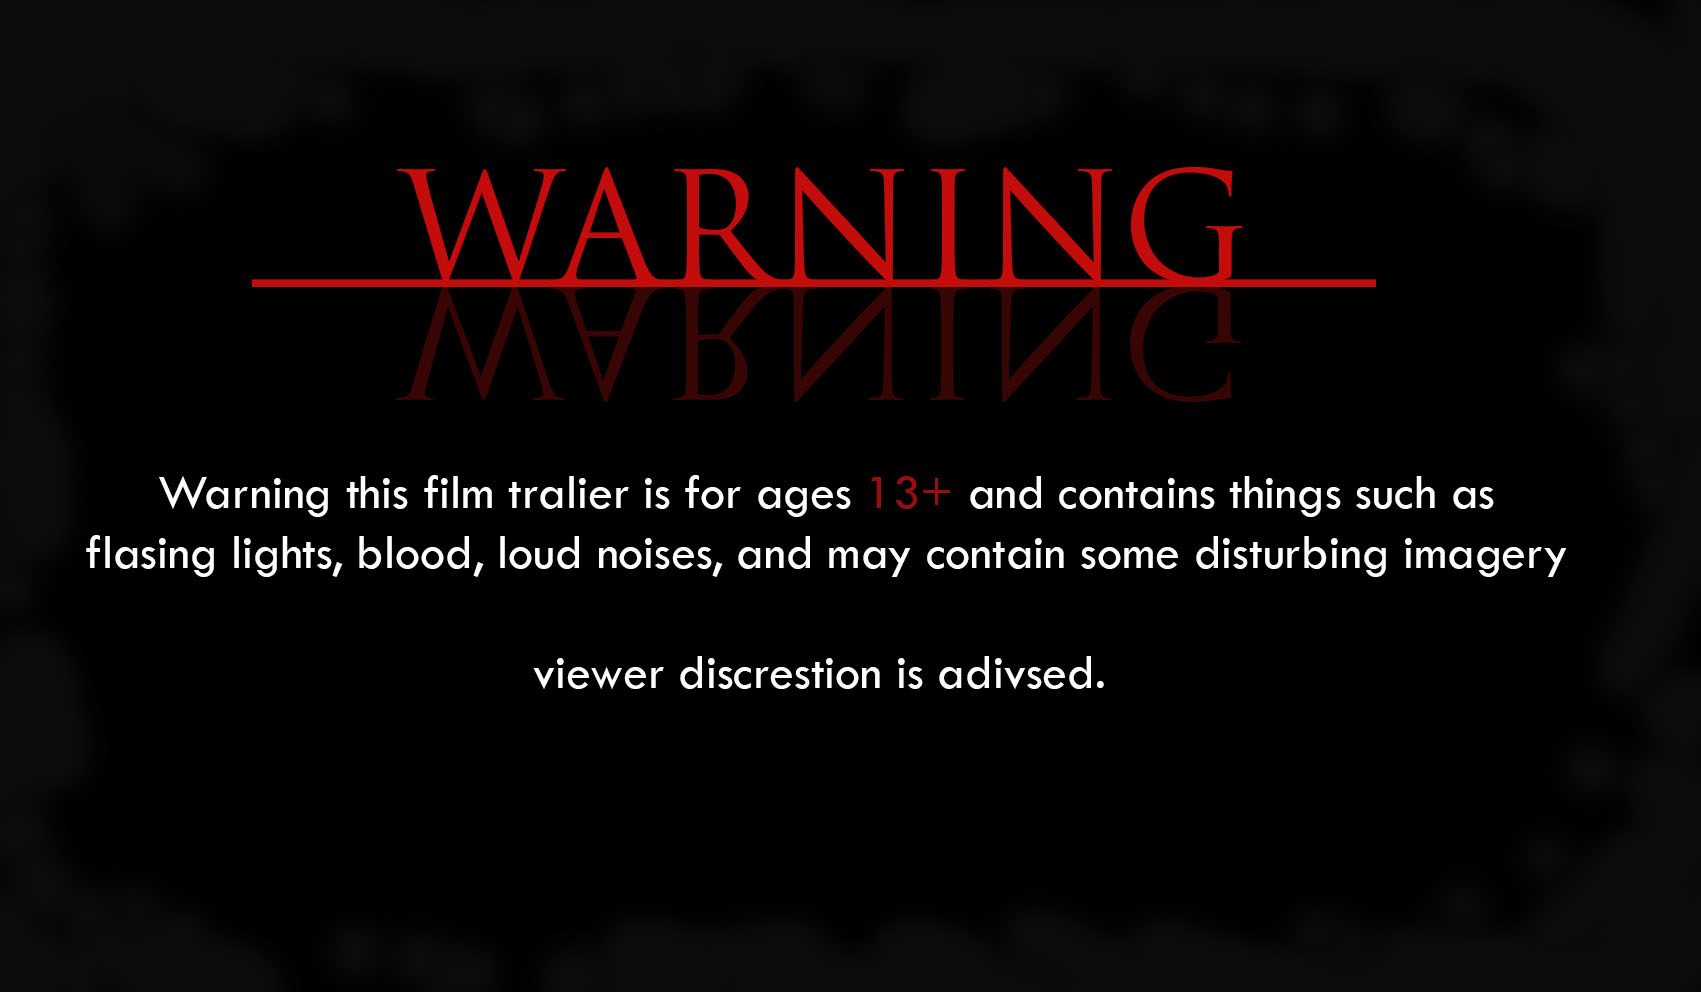 WARNING
Warning this film tralier is for ages 13+ and contains things such as
flasing lights, blood, loud noises, and may contain some disturbing imagery
viewer discrestion is adivsed.